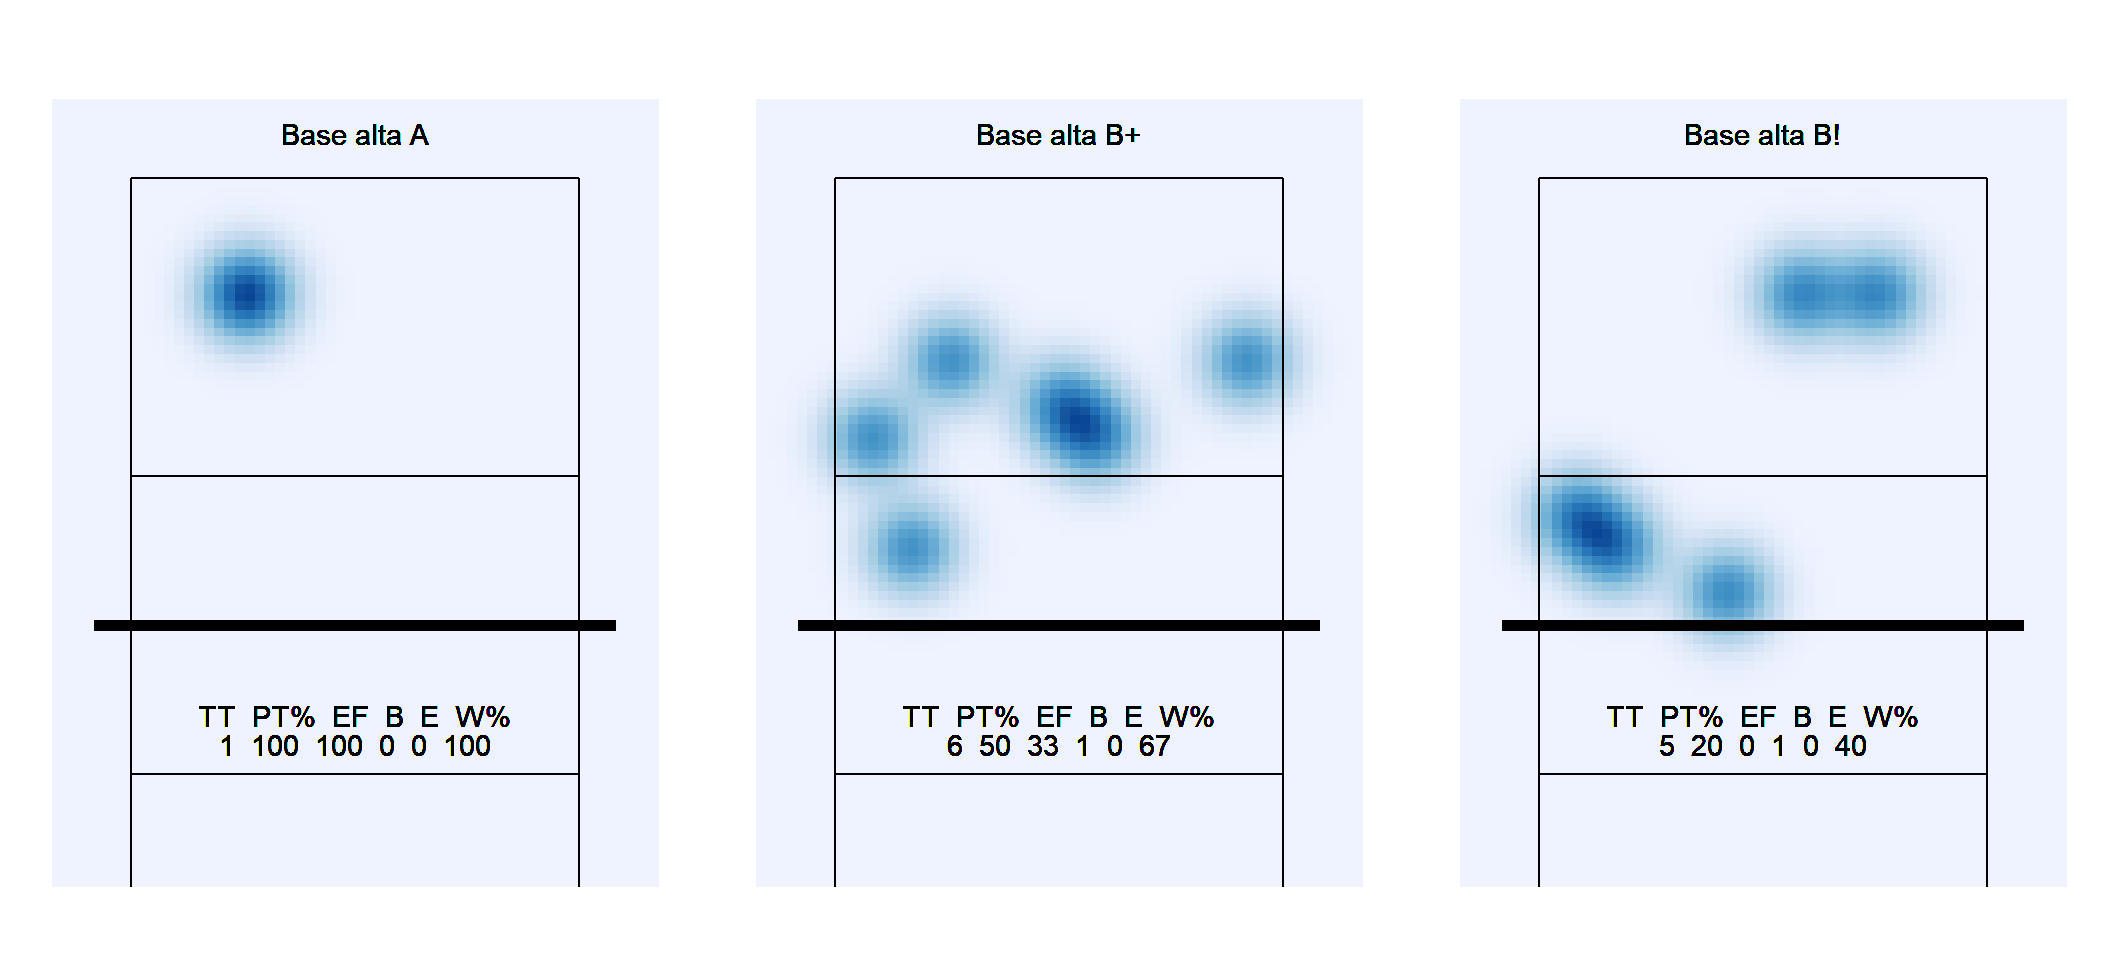 Base alta A
TT PT% EF B E W%
1 100 100 0 0 100
Base alta B+
TT PT% EF B E W%
6 50 33 1 0 67
Base alta B!
TT PT% EF B E W%
5 20 0 1 0 40